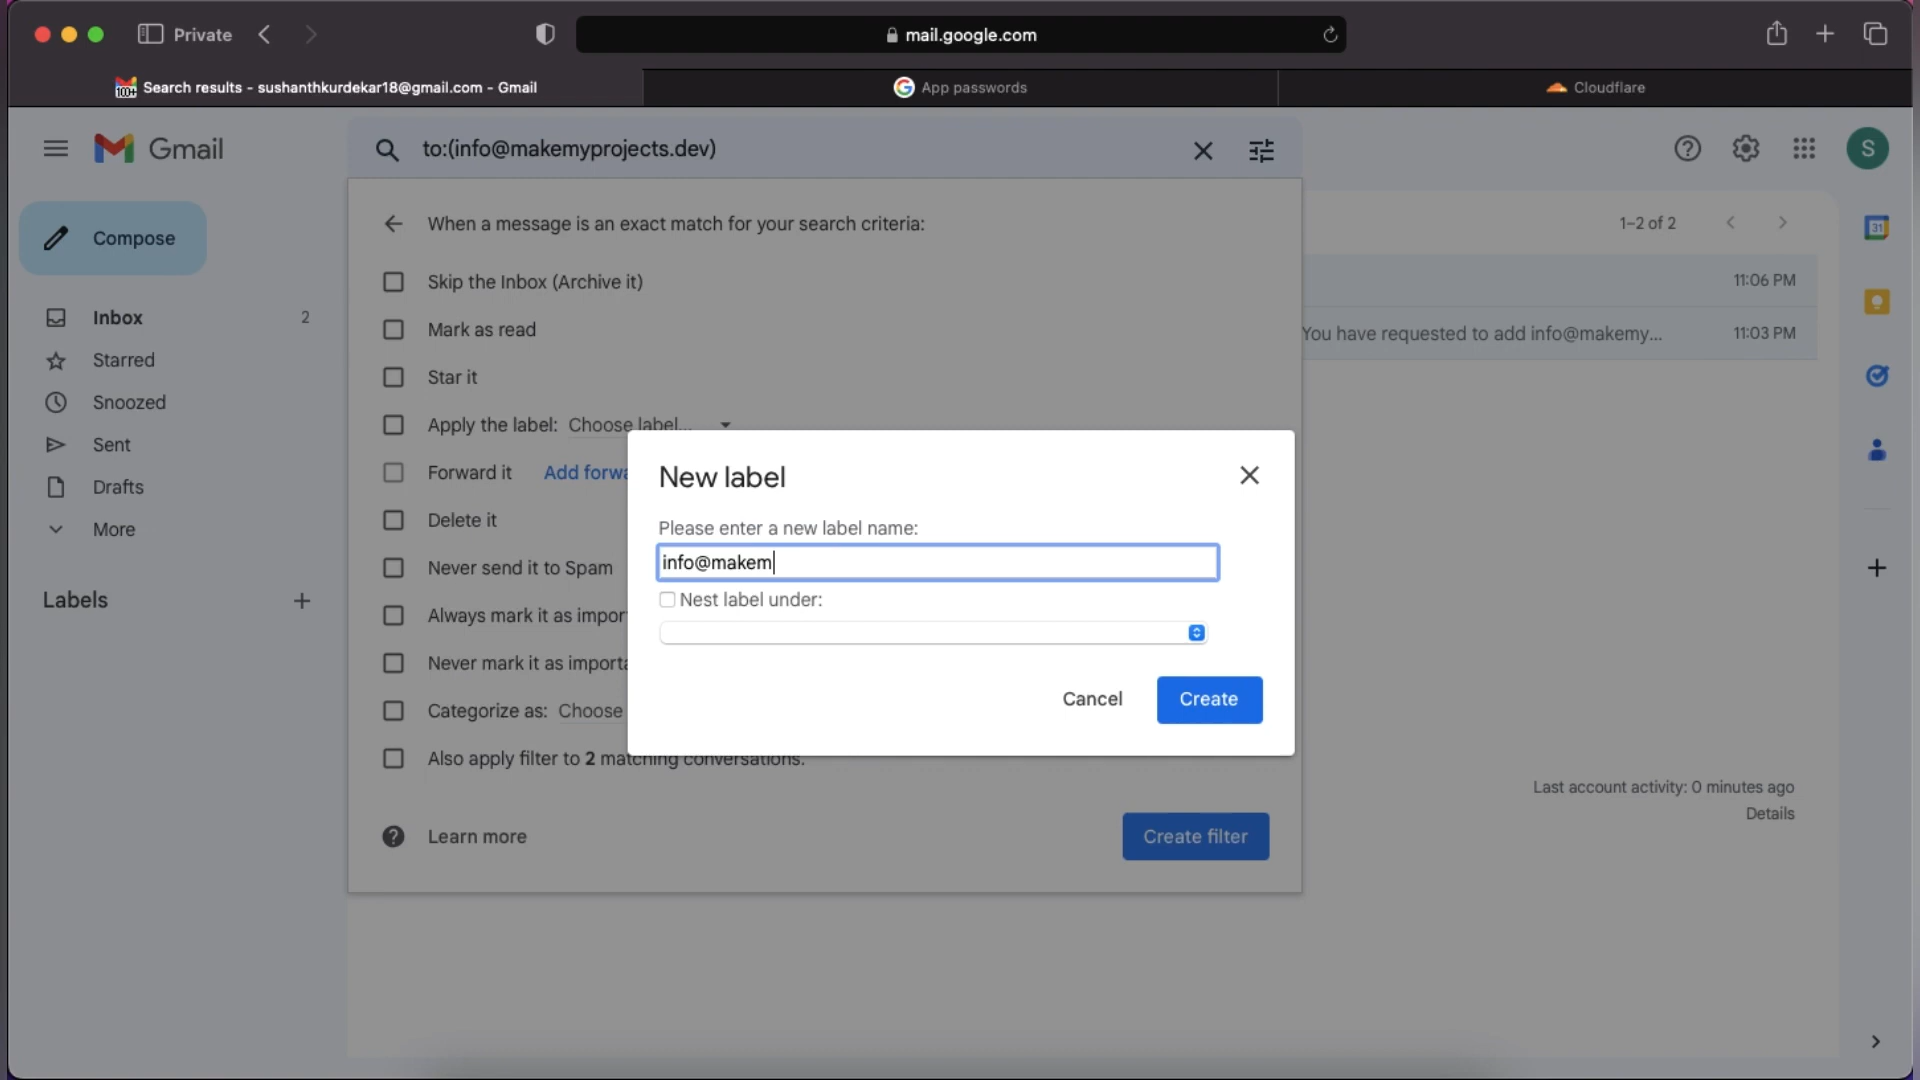 Private
mail.google.com
Search results - sushanthkurdekar18@gmail.com - Gmail
App passwords
Cloudflare
Gmail
to:(info@makemyprojects.dev)
S
Compose
When a message is an exact match for your search criteria:
1–2 of 2
31
Skip the Inbox (Archive it)
11:06 PM
Inbox
2
Mark as read
You have requested to add info@makemy...
11:03 PM
Starred
Star it
Snoozed
Apply the label: Choose label...
Sent
Forward it
Add forwa
New label
Drafts
Delete it
Please enter a new label name:
More
info@makem
Never send it to Spam
Labels
Nest label under:
Always mark it as impor
Never mark it as importa
Categorize as: Choose
Cancel
Create
Also apply filter to 2 matching conversations.
Last account activity: 0 minutes ago
Details
Learn more
Create filter